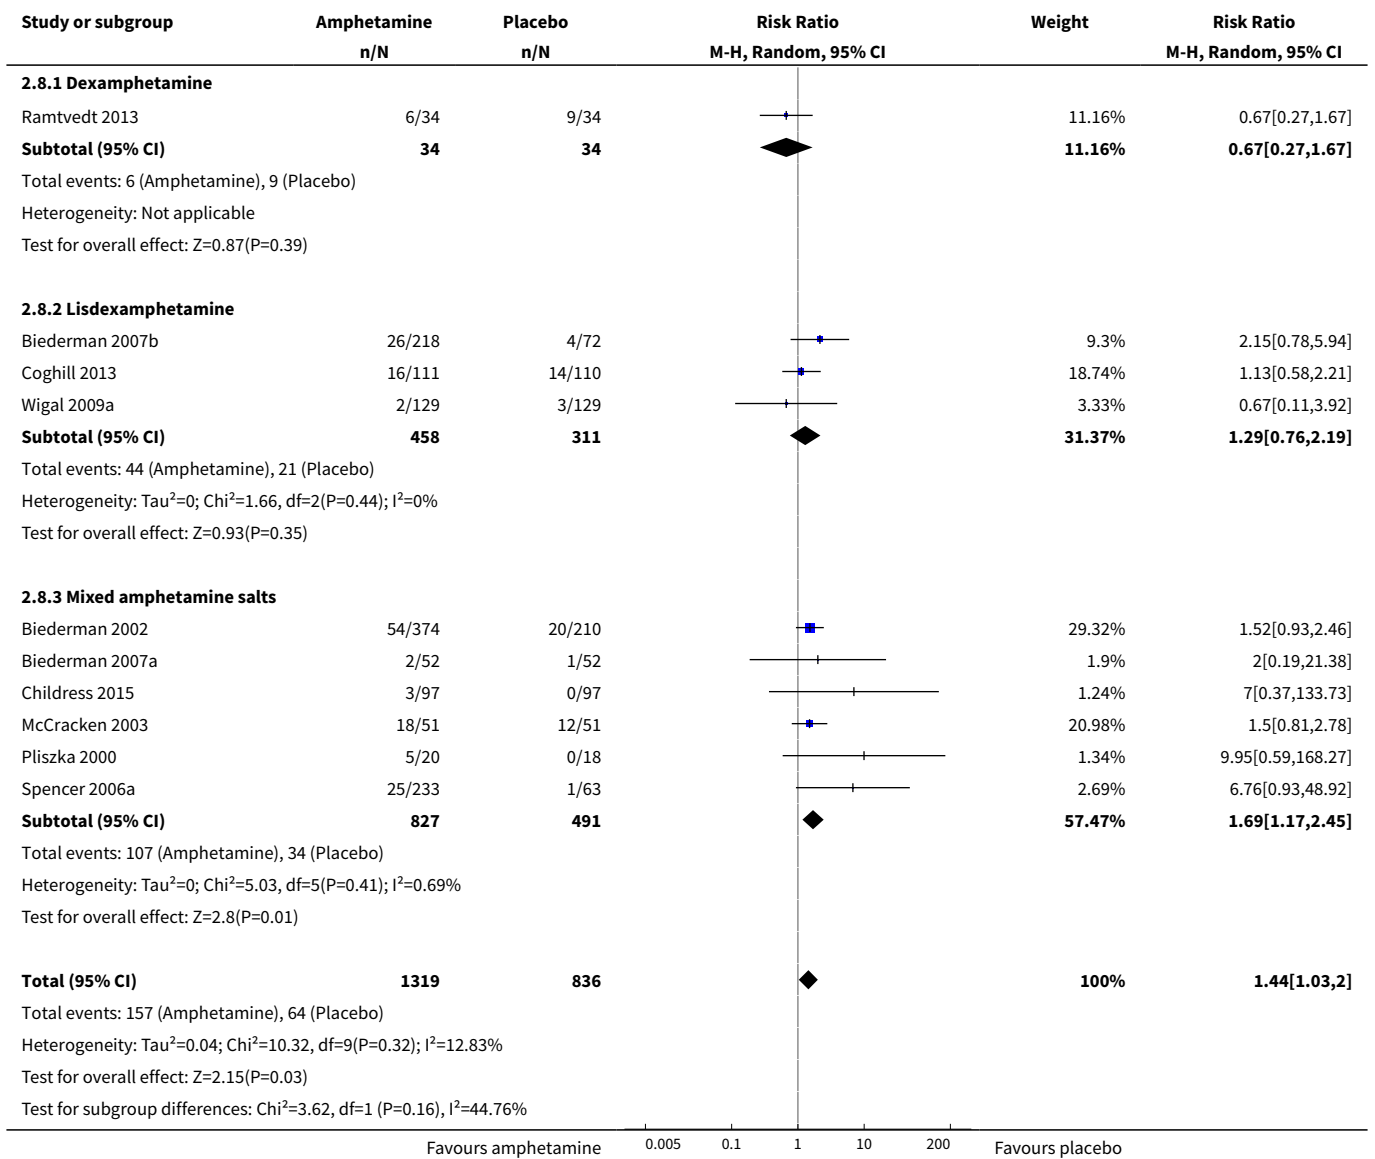 Study or subgroup Amphetamine Placebo Risk Ratio Weight Risk Ratio
n/N n/N M-H, Random, 95% CI M-H, Random, 95% CI
2.8.1 Dexamphetamine
Ramtvedt 2013 6/34 9/34 11.16% 0.67[0.27,1.67]
Subtotal (95% CI) 34 34 11.16% 0.67[0.27,1.67]
Total events: 6 (Amphetamine), 9 (Placebo)
Heterogeneity: Not applicable
Test for overall effect: Z=0.87(P=0.39)
2.8.2 Lisdexamphetamine
Biederman 2007b 26/218 4/72 9.3% 2.15[0.78,5.94]
Coghill 2013 16/111 14/110 18.74% 1.13[0.58,2.21]
Wigal 2009a 2/129 3/129 3.33% 0.67[0.11,3.92]
Subtotal (95% CI) 458 311 31.37% 1.29[0.76,2.19]
Total events: 44 (Amphetamine), 21 (Placebo)
Heterogeneity: Tau²=0; Chi²=1.66, df=2(P=0.44); I²=0%
Test for overall effect: Z=0.93(P=0.35)
2.8.3 Mixed amphetamine salts
Biederman 2002 54/374 20/210 29.32% 1.52[0.93,2.46]
Biederman 2007a 2/52 1/52 1.9% 2[0.19,21.38]
Childress 2015 3/97 0/97 1.24% 7[0.37,133.73]
McCracken 2003 18/51 12/51 20.98% 1.5[0.81,2.78]
Pliszka 2000 5/20 0/18 1.34% 9.95[0.59,168.27]
Spencer 2006a 25/233 1/63 2.69% 6.76[0.93,48.92]
Subtotal (95% CI) 827 491 57.47% 1.69[1.17,2.45]
Total events: 107 (Amphetamine), 34 (Placebo)
Heterogeneity: Tau²=0; Chi²=5.03, df=5(P=0.41); I²=0.69%
Test for overall effect: Z=2.8(P=0.01)
Total (95% CI) 1319 836 100% 1.44[1.03,2]
Total events: 157 (Amphetamine), 64 (Placebo)
Heterogeneity: Tau²=0.04; Chi²=10.32, df=9(P=0.32); I²=12.83%
Test for overall effect: Z=2.15(P=0.03)
Test for subgroup differences: Chi²=3.62, df=1 (P=0.16), I²=44.76%
Favours amphetamine 0.005 0.1 1 10 200 Favours placebo